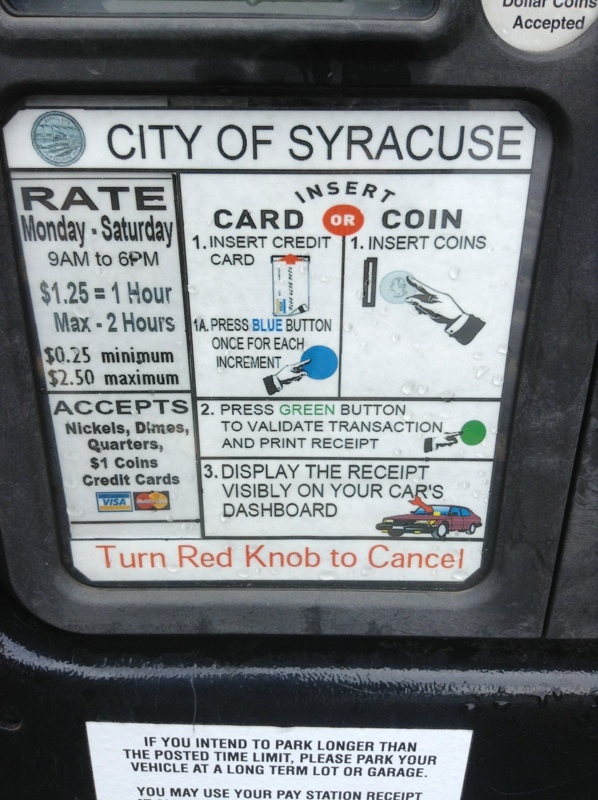 Dollar Coins
Accepted
CITY OF SYRACUSE
RATE
Monday - Saturday
9AM to 6PM
$1.25 = 1 Hour
Max - 2 Hours
$0.25 minimum
$2.50 maximum
ACCEPTS
Nickels, Dimes,
Quarters,
$1 Coins
Credit Cards
VISA MasterCard
INSERT
CARD OR COIN
1. INSERT CREDIT
CARD
VISA
1A. PRESS BLUE BUTTON
ONCE FOR EACH
INCREMENT
1. INSERT COINS
2. PRESS GREEN BUTTON
TO VALIDATE TRANSACTION
AND PRINT RECEIPT
3. DISPLAY THE RECEIPT
VISIBLY ON YOUR CAR'S
DASHBOARD
Turn Red Knob to Cancel
IF YOU INTEND TO PARK LONGER THAN
THE POSTED TIME LIMIT, PLEASE PARK YOUR
VEHICLE AT A LONG TERM LOT OR GARAGE.
YOU MAY USE YOUR PAY STATION RECEIPT